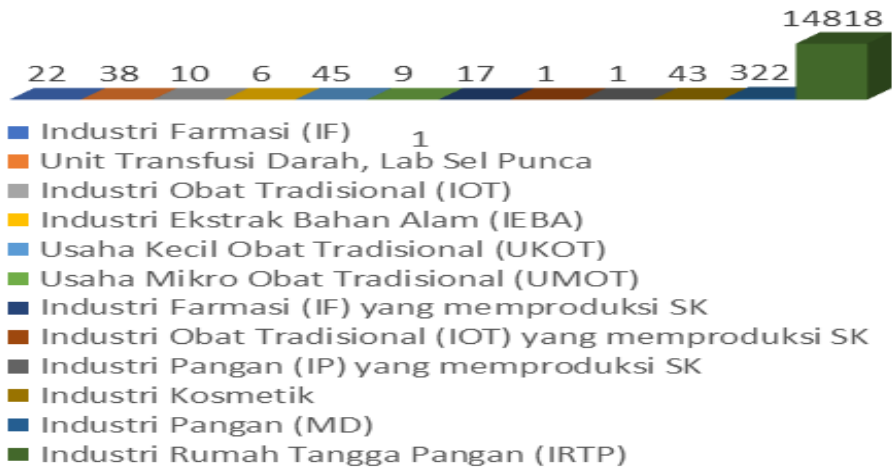 14818
22 38 10 6 45 9 17 1 1 43 322
1
Industri Farmasi (IF)
Unit Transfusi Darah, Lab Sel Punca
Industri Obat Tradisional (IOT)
Industri Ekstrak Bahan Alam (IEBA)
Usaha Kecil Obat Tradisional (UKOT)
Usaha Mikro Obat Tradisional (UMOT)
Industri Farmasi (IF) yang memproduksi SK
Industri Obat Tradisional (IOT) yang memproduksi SK
Industri Pangan (IP) yang memproduksi SK
Industri Kosmetik
Industri Pangan (MD)
Industri Rumah Tangga Pangan (IRTP)